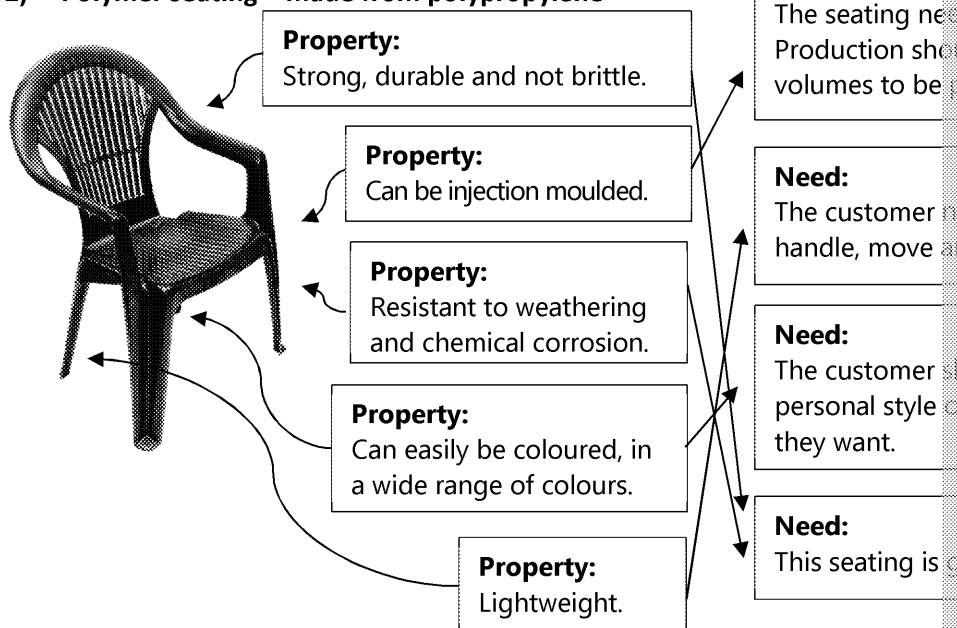 Polymer seating – made from polypropylene
Property:
Strong, durable and not brittle.
Property:
Can be injection moulded.
Property:
Resistant to weathering
and chemical corrosion.
Property:
Can easily be coloured, in
a wide range of colours.
Property:
Lightweight.
The seating
Production
volumes to be
Need:
The customer
handle, move
Need:
The customer
personal style
they want.
Need:
This seating is